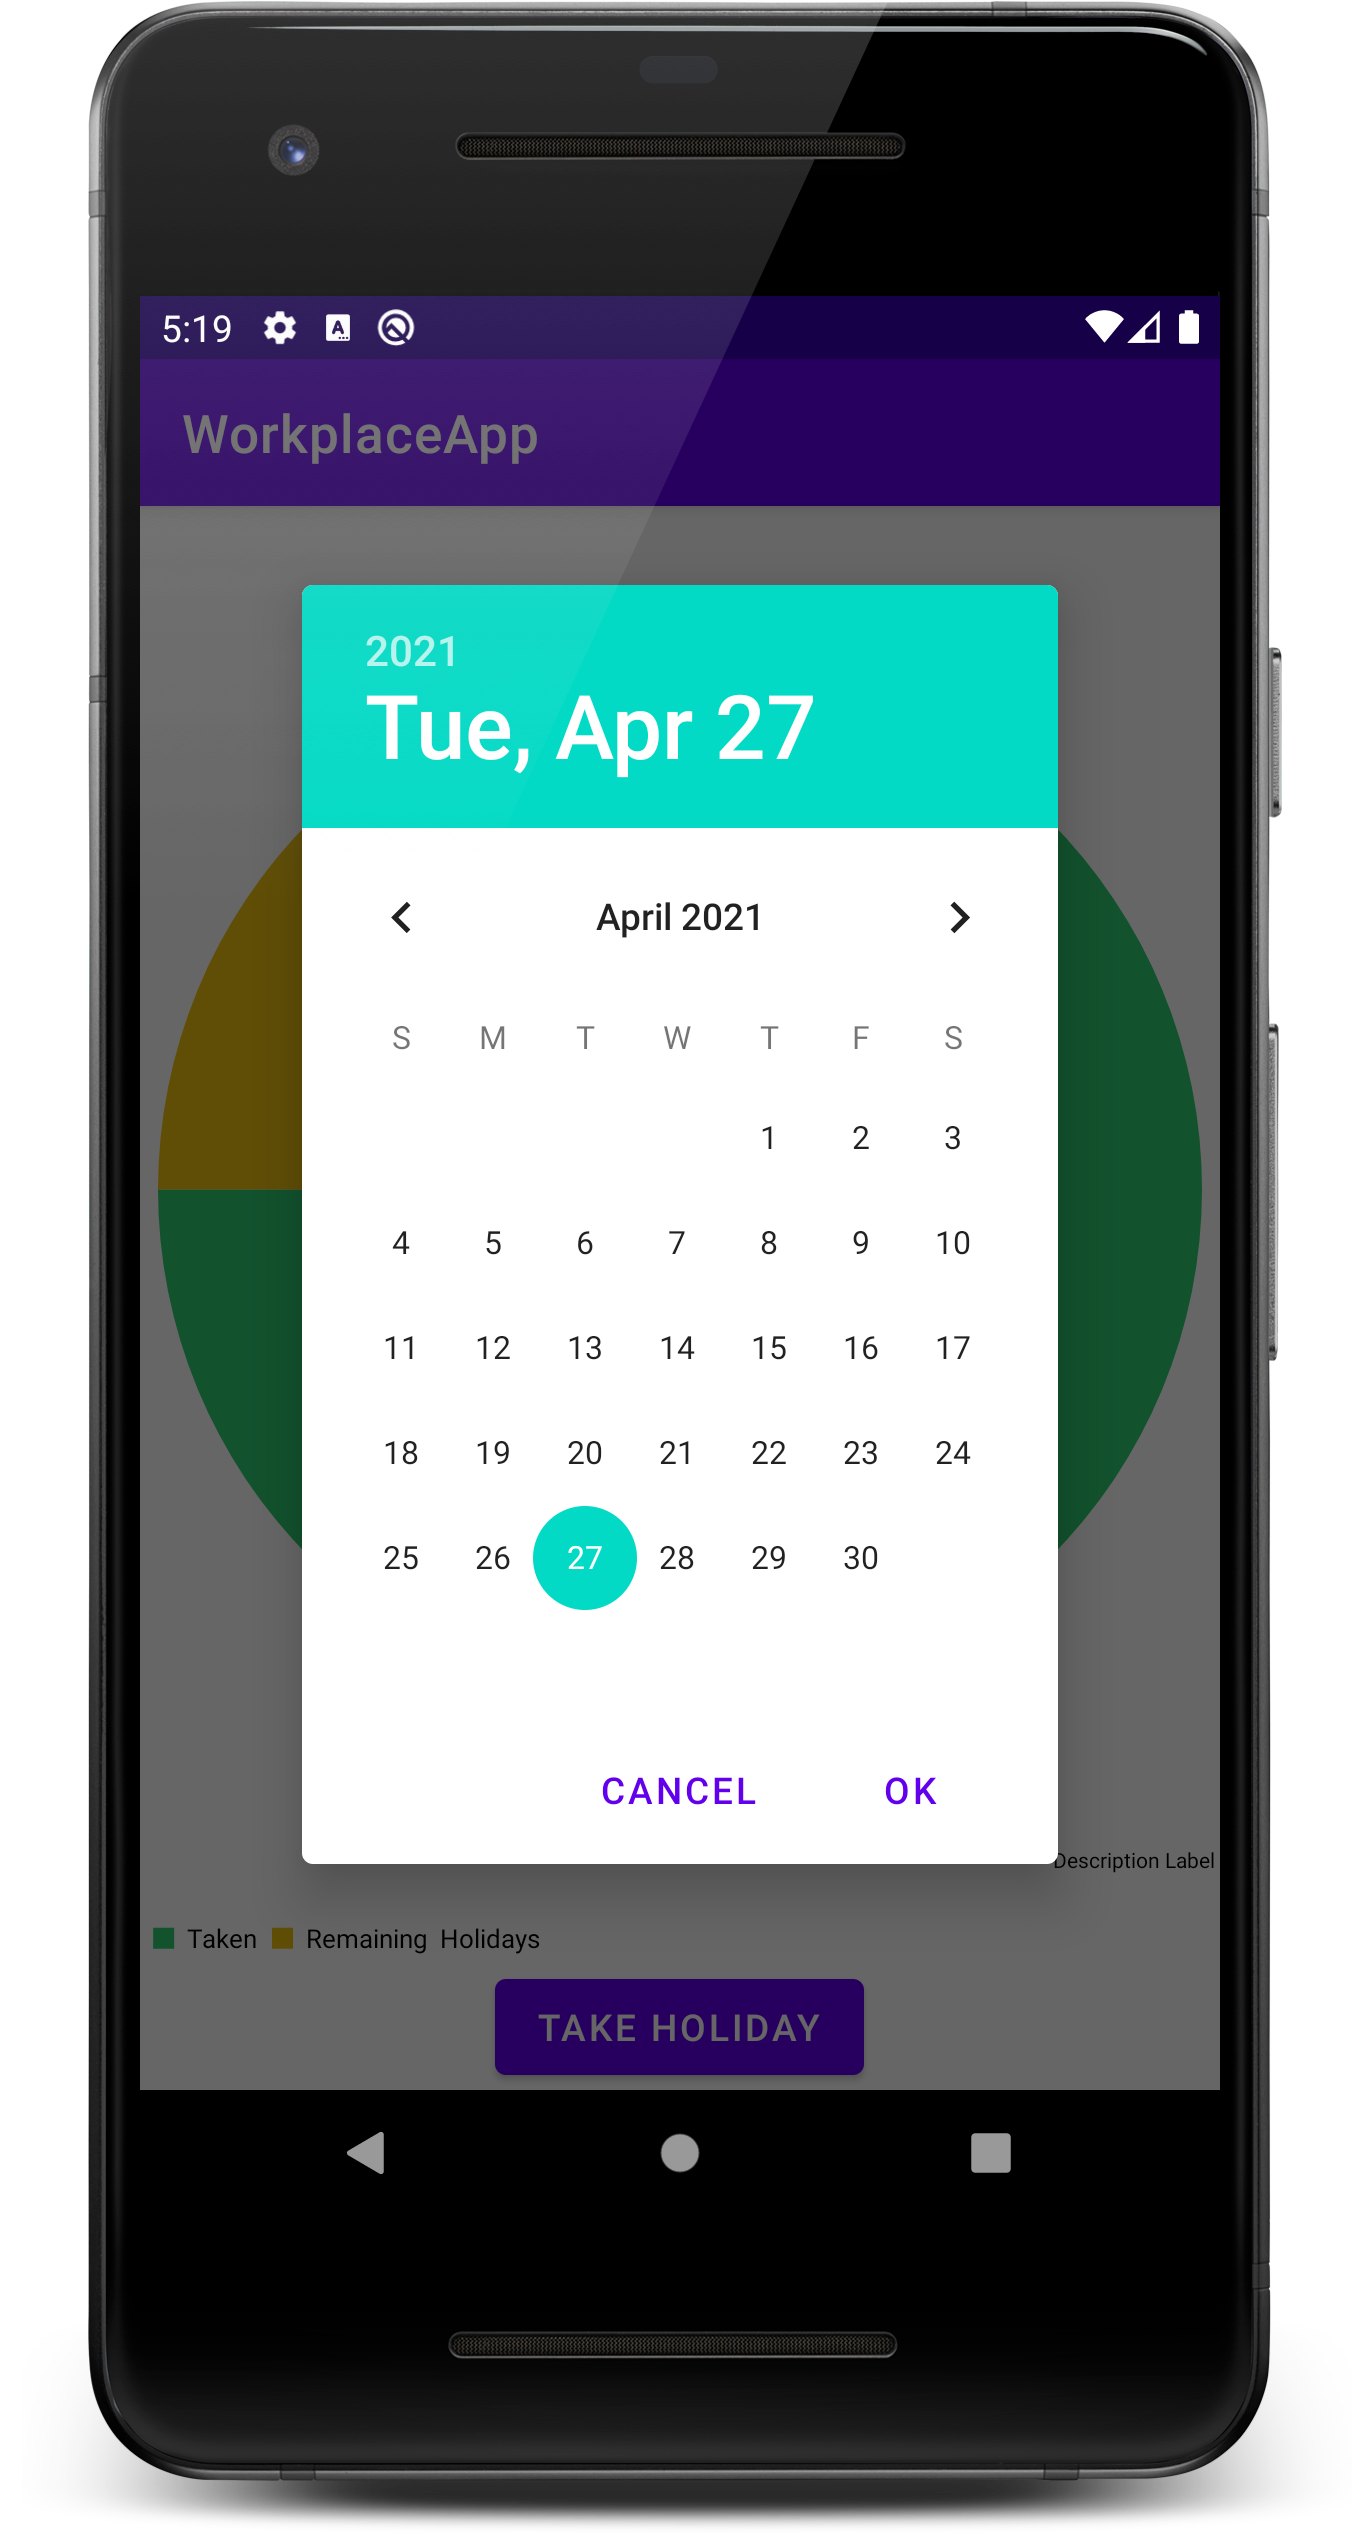 5:19
WorkplaceApp
2021
Tue, Apr 27
April 2021
S M T W T F S
1 2 3
4 5 6 7 8 9 10
11 12 13 14 15 16 17
18 19 20 21 22 23 24
25 26 27 28 29 30
CANCEL OK
Description Label
Taken Remaining Holidays
TAKE HOLIDAY